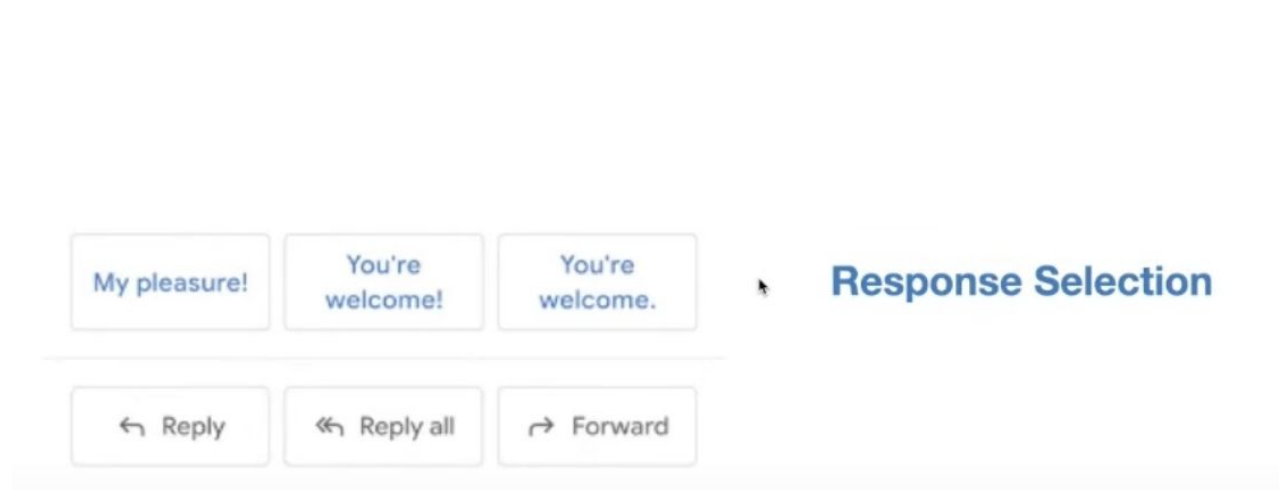 My pleasure!
You're
welcome!
You're
welcome.
Response Selection
Reply
Reply all
Forward